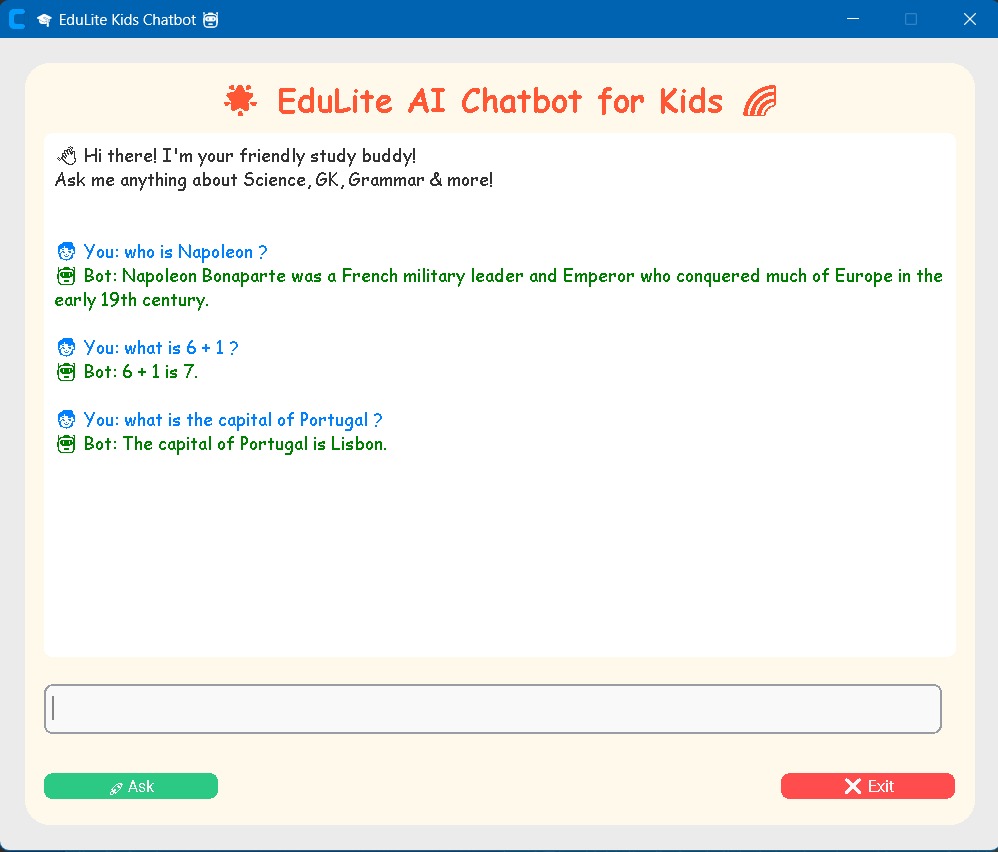 🎓 EduLite Kids Chatbot 🤖
🌟 EduLite AI Chatbot for Kids 🌈
👋 Hi there! I'm your friendly study buddy!
Ask me anything about Science, GK, Grammar & more!
🧒 You: who is Napoleon ?
🤖 Bot: Napoleon Bonaparte was a French military leader and Emperor who conquered much of Europe in the
early 19th century.
🧒 You: what is 6 + 1 ?
🤖 Bot: 6 + 1 is 7.
🧒 You: what is the capital of Portugal ?
🤖 Bot: The capital of Portugal is Lisbon.
🚀 Ask
❌ Exit